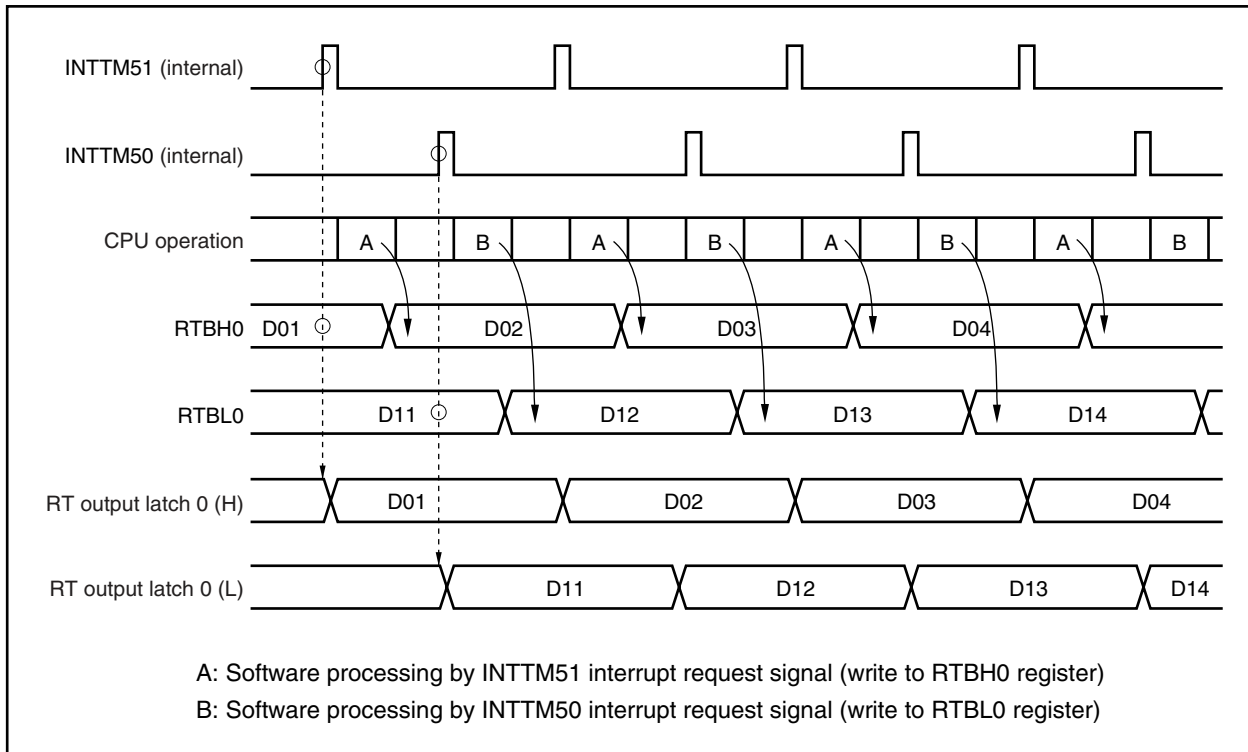 INTTM51 (internal)
INTTM50 (internal)
CPU operation A B A B A B A B
RTBH0 D01 D02 D03 D04
RTBL0 D11 D12 D13 D14
RT output latch 0 (H) D01 D02 D03 D04
RT output latch 0 (L) D11 D12 D13 D14
A: Software processing by INTTM51 interrupt request signal (write to RTBH0 register)
B: Software processing by INTTM50 interrupt request signal (write to RTBL0 register)